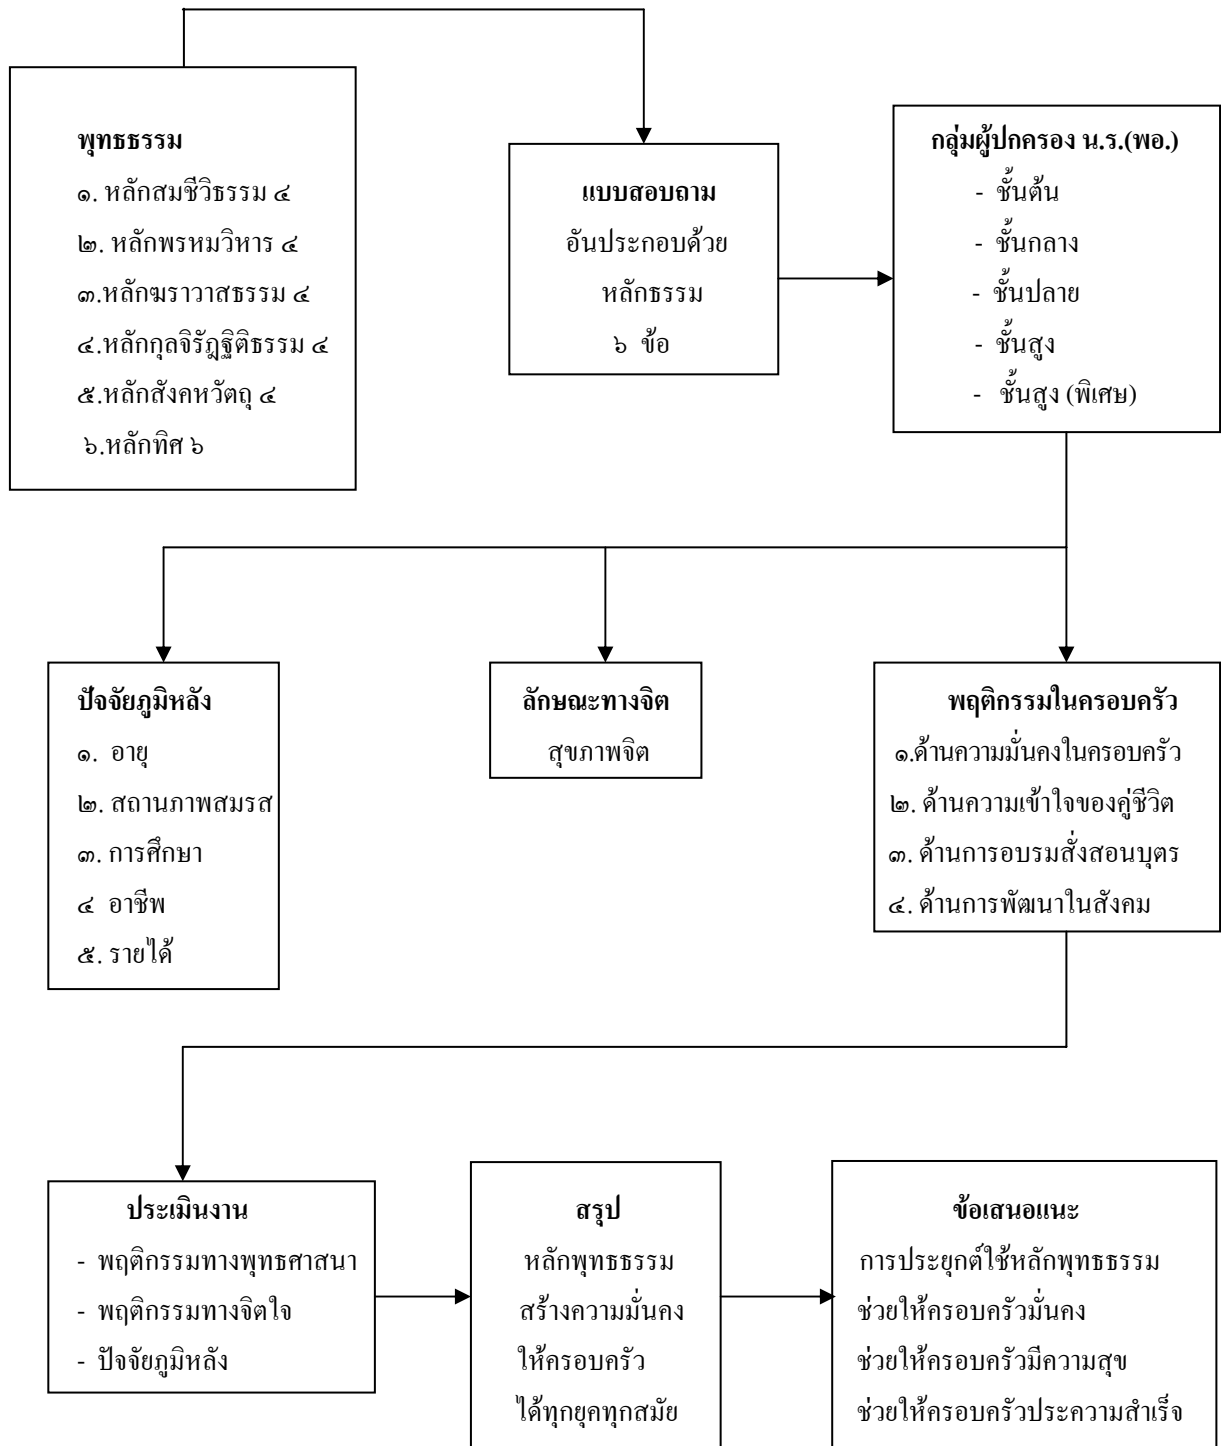 พุทธธรรม
๑. หลักสมชีวิธรรม ๔
๒. หลักพรหมวิหาร ๔
๓.หลักฆราวาสธรรม ๔
๔.หลักกุลจิรัฎฐิติธรรม ๔
๕.หลักสังคหวัตถุ ๔
๖.หลักทิศ ๖
แบบสอบถาม
อันประกอบด้วย
หลักธรรม
๖ ข้อ
กลุ่มผู้ปกครอง น.ร.(พอ.)
- ชั้นต้น
- ชั้นกลาง
- ชั้นปลาย
- ชั้นสูง
- ชั้นสูง (พิเศษ)
ปัจจัยภูมิหลัง
๑. อายุ
๒. สถานภาพสมรส
๓. การศึกษา
๔ อาชีพ
๕. รายได้
ลักษณะทางจิต
สุขภาพจิต
พฤติกรรมในครอบครัว
๑.ด้านความมั่นคงในครอบครัว
๒. ด้านความเข้าใจของคู่ชีวิต
๓. ด้านการอบรมสั่งสอนบุตร
๔. ด้านการพัฒนาในสังคม
ประเมินงาน
- พฤติกรรมทางพุทธศาสนา
- พฤติกรรมทางจิตใจ
- ปัจจัยภูมิหลัง
สรุป
หลักพุทธธรรม
สร้างความมั่นคง
ให้ครอบครัว
ได้ทุกยุคทุกสมัย
ข้อเสนอแนะ
การประยุกต์ใช้หลักพุทธธรรม
ช่วยให้ครอบครัวมั่นคง
ช่วยให้ครอบครัวมีความสุข
ช่วยให้ครอบครัวประความสำเร็จ